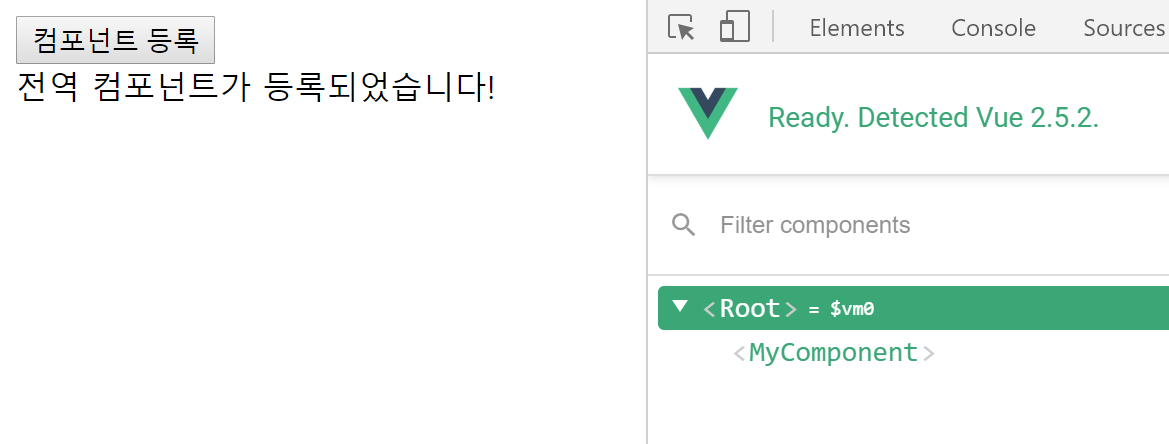 컴포넌트 등록
전역 컴포넌트가 등록되었습니다!
Elements Console Sources
Ready. Detected Vue 2.5.2.
Filter components
<Root> = $vm0
<MyComponent>